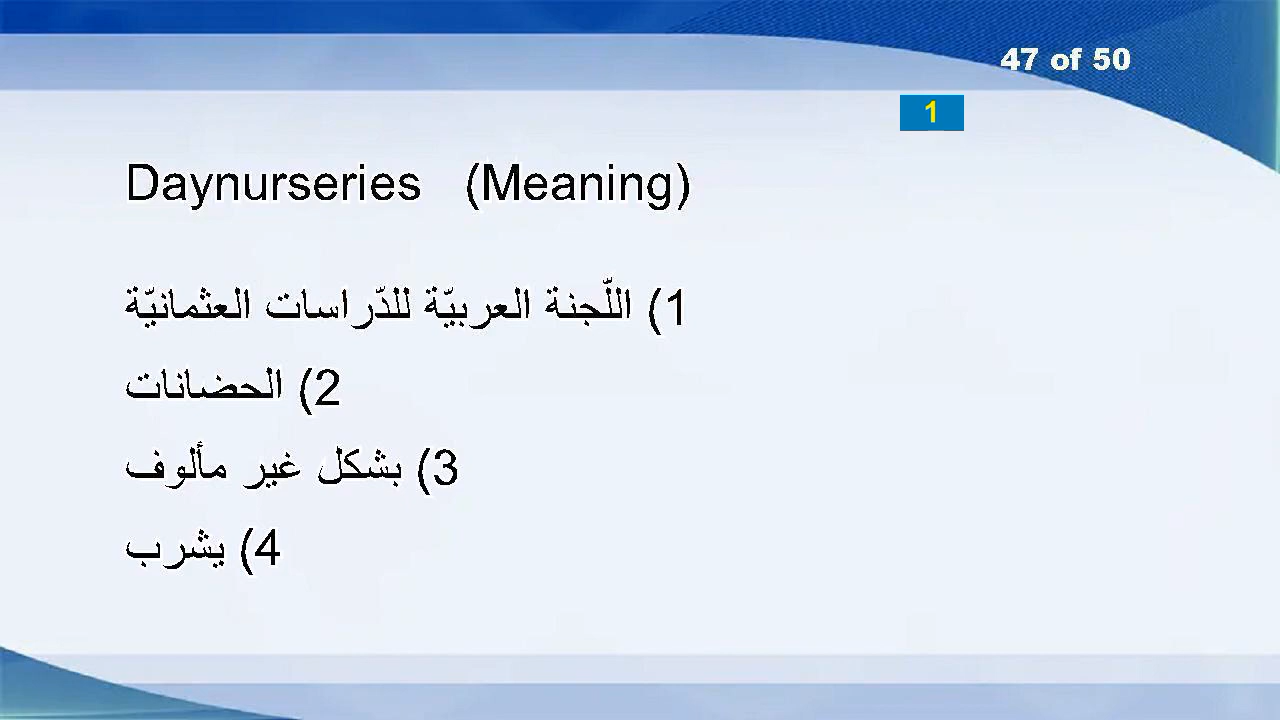 47 of 50
1
Daynurseries (Meaning)
1) اللّجنة العربيّة للدّراسات العثمانيّة
2) الحضانات
3) بشكل غير مألوف
4) يشرب